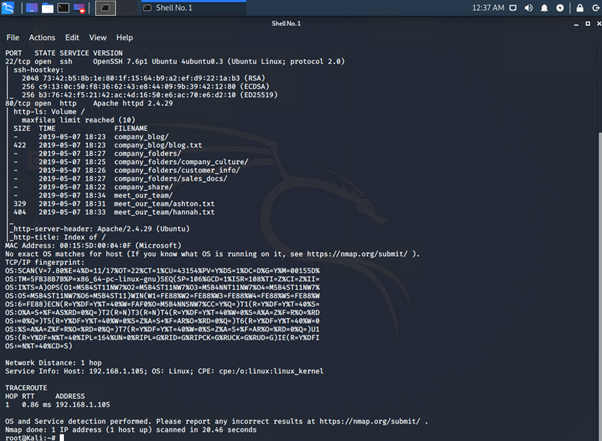 12:37 AM
Shell No. 1
Shell No. 1
File Actions Edit View Help
PORT STATE SERVICE VERSION
22/tcp open ssh OpenSSH 7.6p1 Ubuntu 4ubuntu0.3 (Ubuntu Linux; protocol 2.0)
| ssh-hostkey:
| 2048 73:42:b5:8b:1e:80:1f:15:64:b9:a2:ef:d9:22:1a:b3 (RSA)
| 256 c9:13:0c:50:f8:36:62:43:e8:44:09:9b:39:42:12:80 (ECDSA)
|_ 256 b3:76:42:f5:21:42:ac:4d:16:50:e6:ac:70:e6:d2:10 (ED25519)
80/tcp open http Apache httpd 2.4.29
| http-ls: Volume /
| maxfiles limit reached (10)
| SIZE TIME FILENAME
| - 2019-05-07 18:23 company_blog/
| 422 2019-05-07 18:23 company_blog/blog.txt
| - 2019-05-07 18:27 company_folders/
| - 2019-05-07 18:25 company_folders/company_culture/
| - 2019-05-07 18:26 company_folders/customer_info/
| - 2019-05-07 18:27 company_folders/sales_docs/
| - 2019-05-07 18:22 company_share/
| - 2019-05-07 18:34 meet_our_team/
| 329 2019-05-07 18:31 meet_our_team/ashton.txt
| 404 2019-05-07 18:33 meet_our_team/hannah.txt
|_
|_http-server-header: Apache/2.4.29 (Ubuntu)
|_http-title: Index of /
MAC Address: 00:15:5D:00:04:0F (Microsoft)
No exact OS matches for host (If you know what OS is running on it, see https://nmap.org/submit/ ).
TCP/IP fingerprint:
OS:SCAN(V=7.80%E=4%D=11/17%OT=22%CT=1%CU=43154%PV=Y%DS=1%DC=D%G=Y%M=00155D%
OS:TM=5FB38B7B%P=x86_64-pc-linux-gnu)SEQ(SP=106%GCD=1%ISR=108%TI=Z%CI=Z%II=
OS:I%TS=A)OPS(O1=M5B4ST11NW7%O2=M5B4ST11NW7%O3=M5B4NNT11NW7%O4=M5B4ST11NW7%
OS:O5=M5B4ST11NW7%O6=M5B4ST11)WIN(W1=FE88%W2=FE88%W3=FE88%W4=FE88%W5=FE88%W
OS:6=FE88)ECN(R=Y%DF=Y%T=40%W=FAF0%O=M5B4NNSNW7%CC=Y%Q=)T1(R=Y%DF=Y%T=40%S=
OS:O%A=S+%F=AS%RD=0%Q=)T2(R=N)T3(R=N)T4(R=Y%DF=Y%T=40%W=0%S=A%A=Z%F=R%O=%RD
OS:=0%Q=)T5(R=Y%DF=Y%T=40%W=0%S=Z%A=S+%F=AR%O=%RD=0%Q=)T6(R=Y%DF=Y%T=40%W=0
OS:%S=A%A=Z%F=R%O=%RD=0%Q=)T7(R=Y%DF=Y%T=40%W=0%S=Z%A=S+%F=AR%O=%RD=0%Q=)U1
OS:(R=Y%DF=N%T=40%IPL=164%UN=0%RIPL=G%RID=G%RIPCK=G%RUCK=G%RUD=G)IE(R=Y%DFI
OS:=N%T=40%CD=S)
Network Distance: 1 hop
Service Info: Host: 192.168.1.105; OS: Linux; CPE: cpe:/o:linux:linux_kernel
TRACEROUTE
HOP RTT ADDRESS
1 0.86 ms 192.168.1.105
OS and Service detection performed. Please report any incorrect results at https://nmap.org/submit/ .
Nmap done: 1 IP address (1 host up) scanned in 20.46 seconds
root@Kali:~#